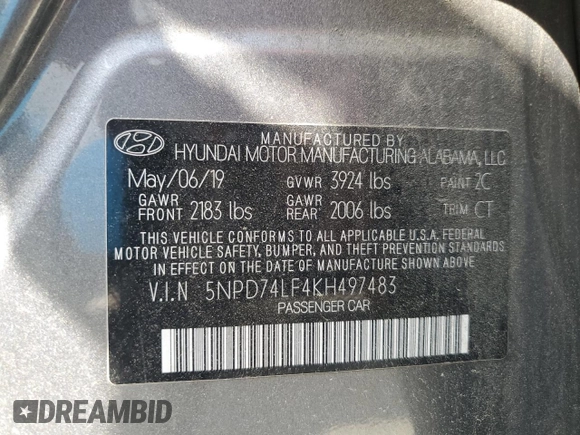 MANUFACTURED BY
HYUNDAI MOTOR MANUFACTURING ALABAMA, LLC
May/06/19 GVWR 3924 lbs PAINT 2C
GAWR FRONT 2183 lbs GAWR REAR 2006 lbs TRIM CT
THIS VEHICLE CONFORMS TO ALL APPLICABLE U.S.A. FEDERAL
MOTOR VEHICLE SAFETY, BUMPER, AND THEFT PREVENTION STANDARDS
IN EFFECT ON THE DATE OF MANUFACTURE SHOWN ABOVE.
V.I.N 5NPD74LF4KH497483
PASSENGER CAR
DREAMBID